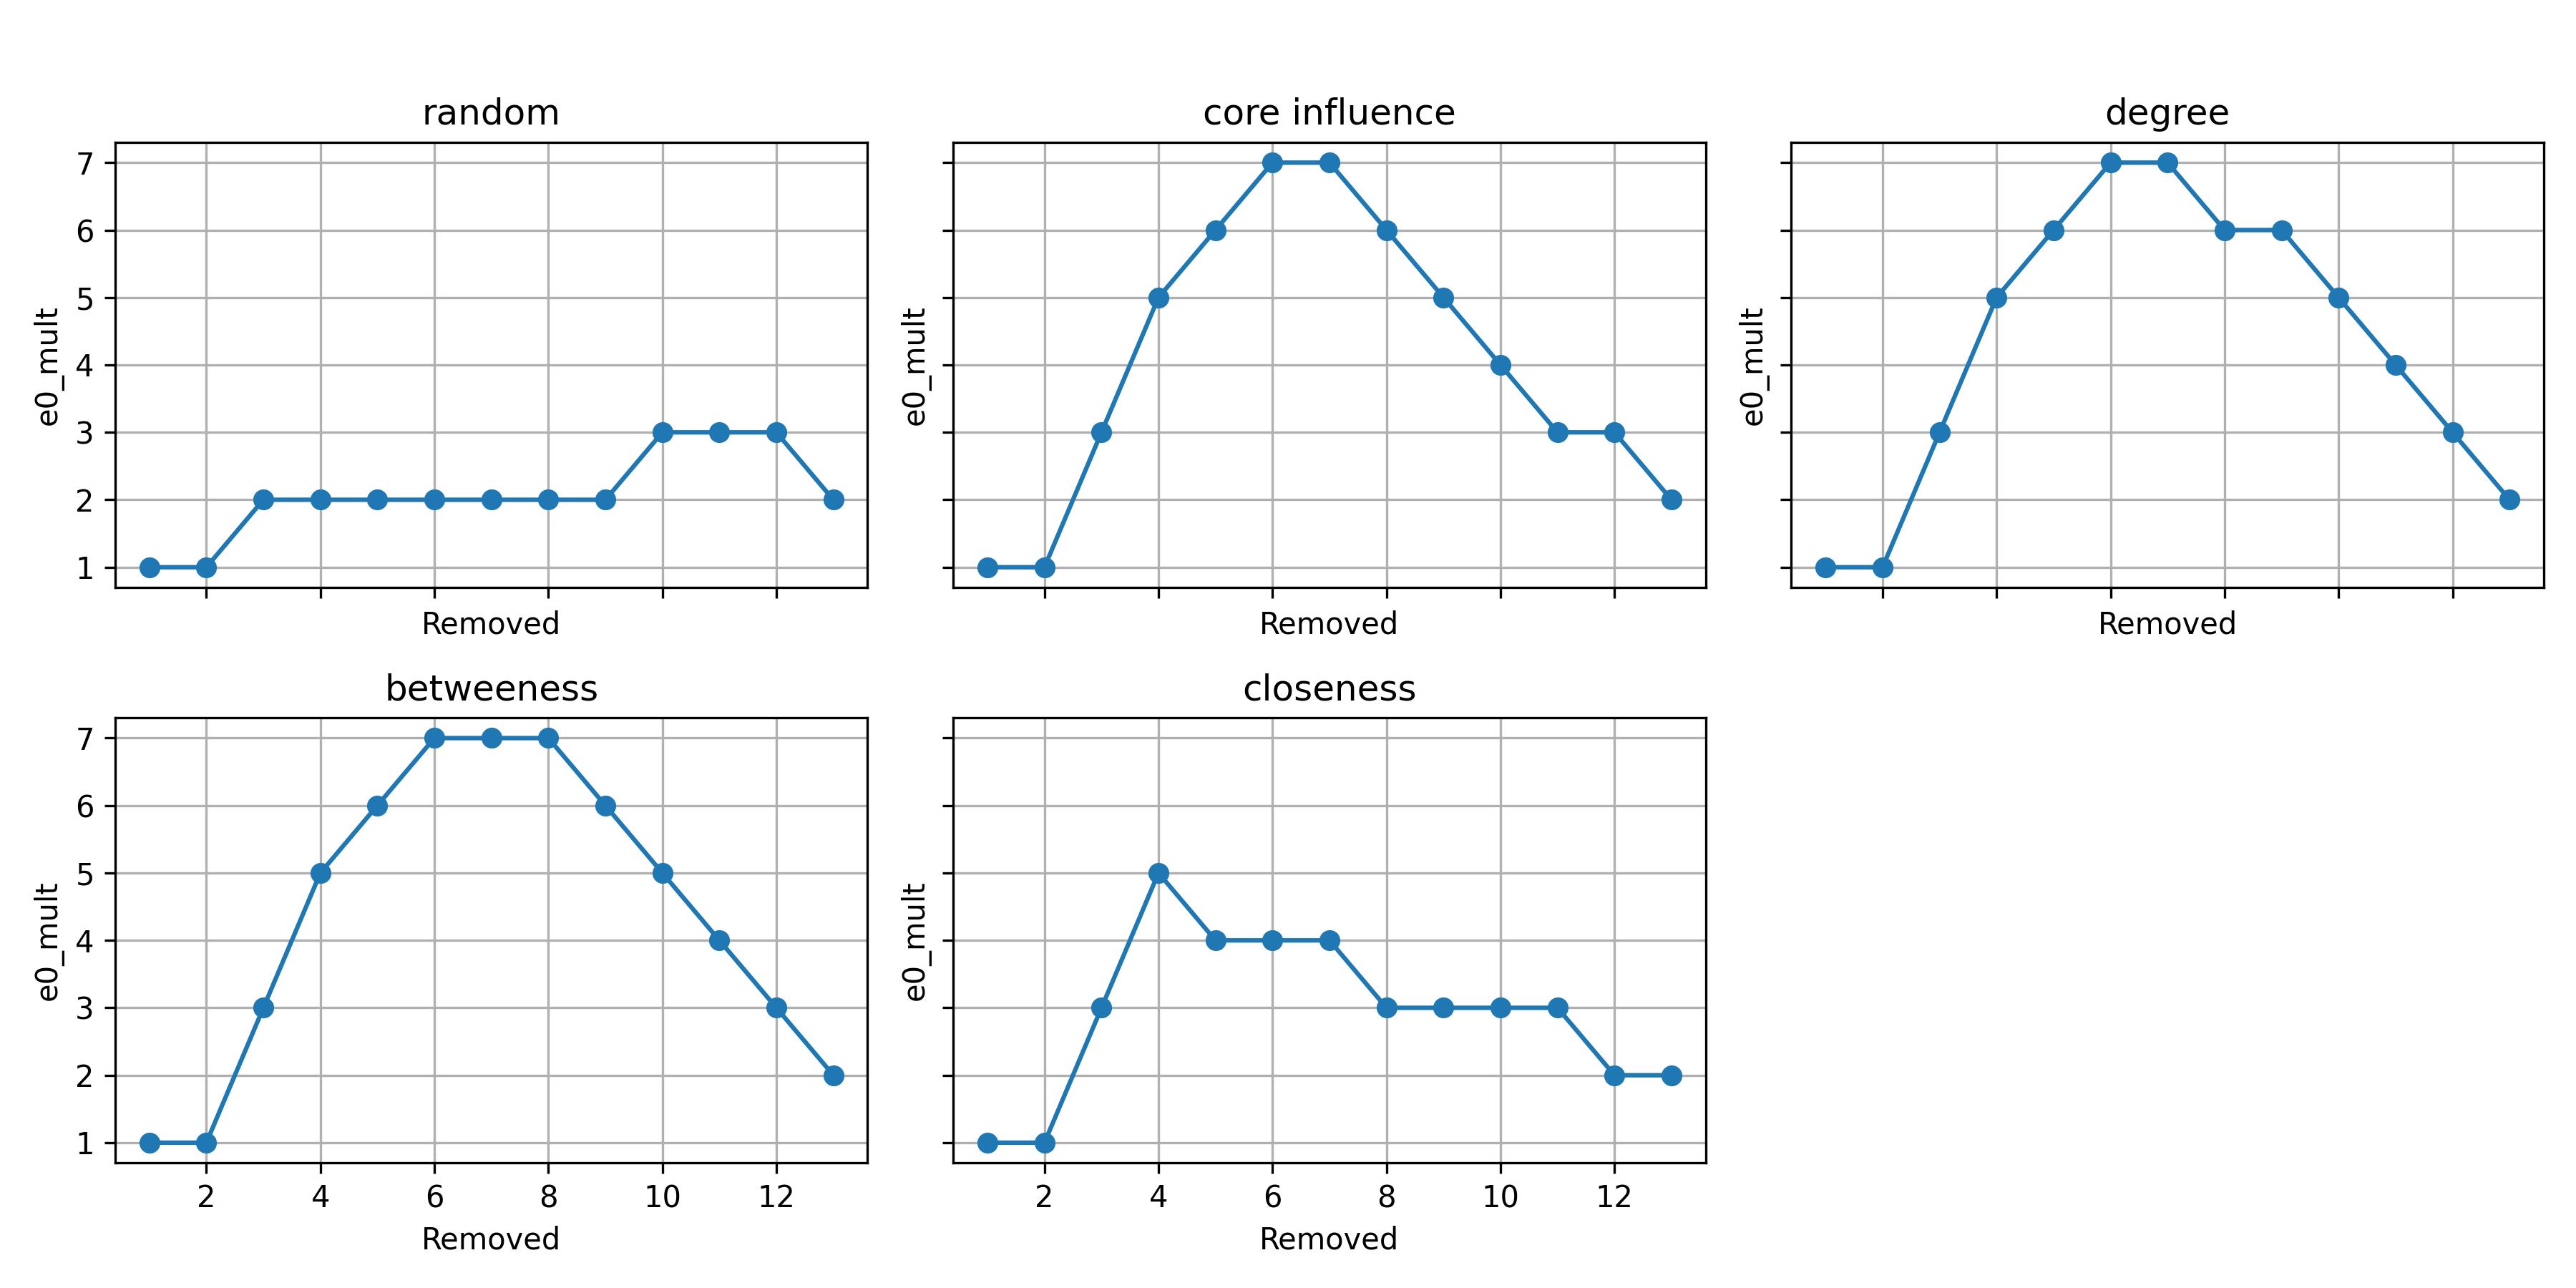 random
core influence
degree
7
6
5
4
3
2
1
e0_mult
e0_mult
e0_mult
Removed
Removed
Removed
betweeness
closeness
7
6
5
4
3
2
1
e0_mult
e0_mult
2 4 6 8 10 12
2 4 6 8 10 12
Removed
Removed